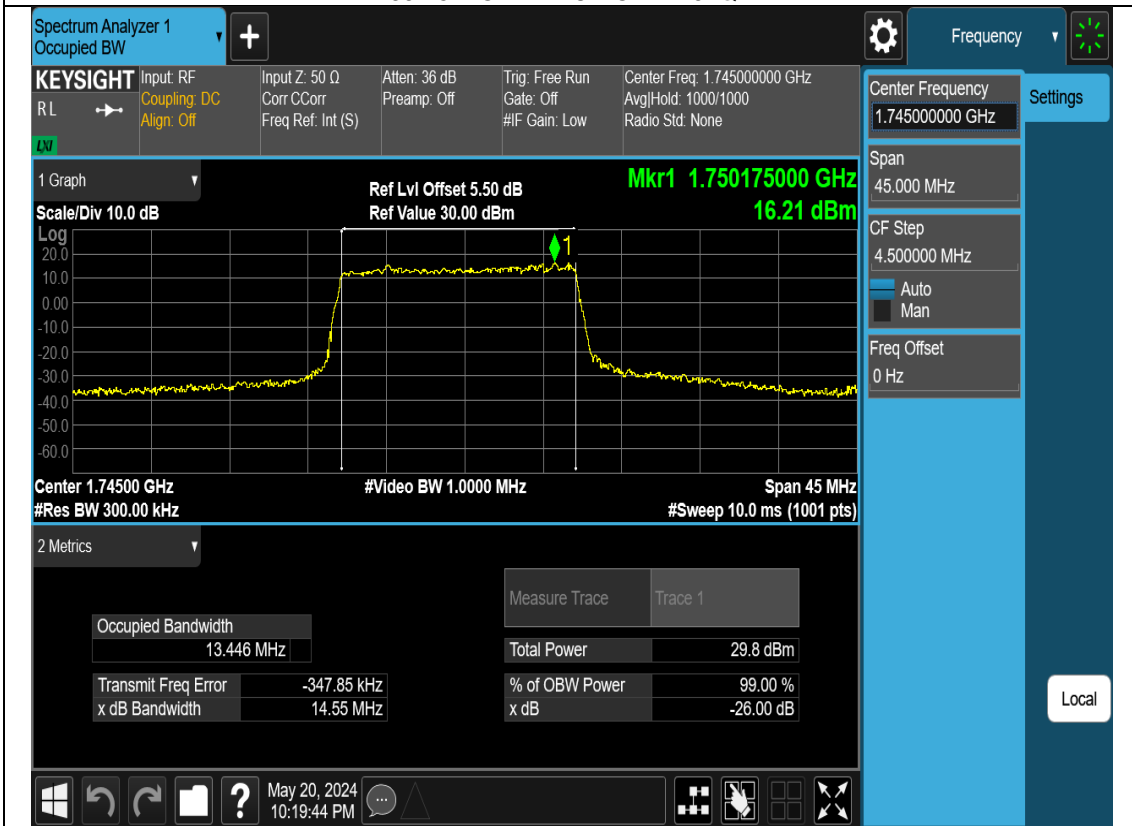 Spectrum Analyzer 1
Occupied BW
Frequency
KEYSIGHT
R L
LXI
Input: RF
Coupling: DC
Align: Off
Input Z: 50 Ω
Corr CCorr
Freq Ref: Int (S)
Atten: 36 dB
Preamp: Off
Trig: Free Run
Gate: Off
#IF Gain: Low
Center Freq: 1.745000000 GHz
Avg|Hold: 1000/1000
Radio Std: None
Center Frequency
1.745000000 GHz
Settings
Span
45.000 MHz
CF Step
4.500000 MHz
Auto
Man
Freq Offset
0 Hz
Local
1 Graph
Scale/Div 10.0 dB
Ref Lvl Offset 5.50 dB
Ref Value 30.00 dBm
Mkr1 1.750175000 GHz
16.21 dBm
Log
1
20.0
10.0
0.00
-10.0
-20.0
-30.0
-40.0
-50.0
-60.0
Center 1.74500 GHz
#Video BW 1.0000 MHz
Span 45 MHz
#Res BW 300.00 kHz
#Sweep 10.0 ms (1001 pts)
2 Metrics
Measure Trace Trace 1
Occupied Bandwidth
13.446 MHz
Total Power 29.8 dBm
Transmit Freq Error -347.85 kHz
% of OBW Power 99.00 %
x dB Bandwidth 14.55 MHz
x dB -26.00 dB
?
May 20, 2024
10:19:44 PM